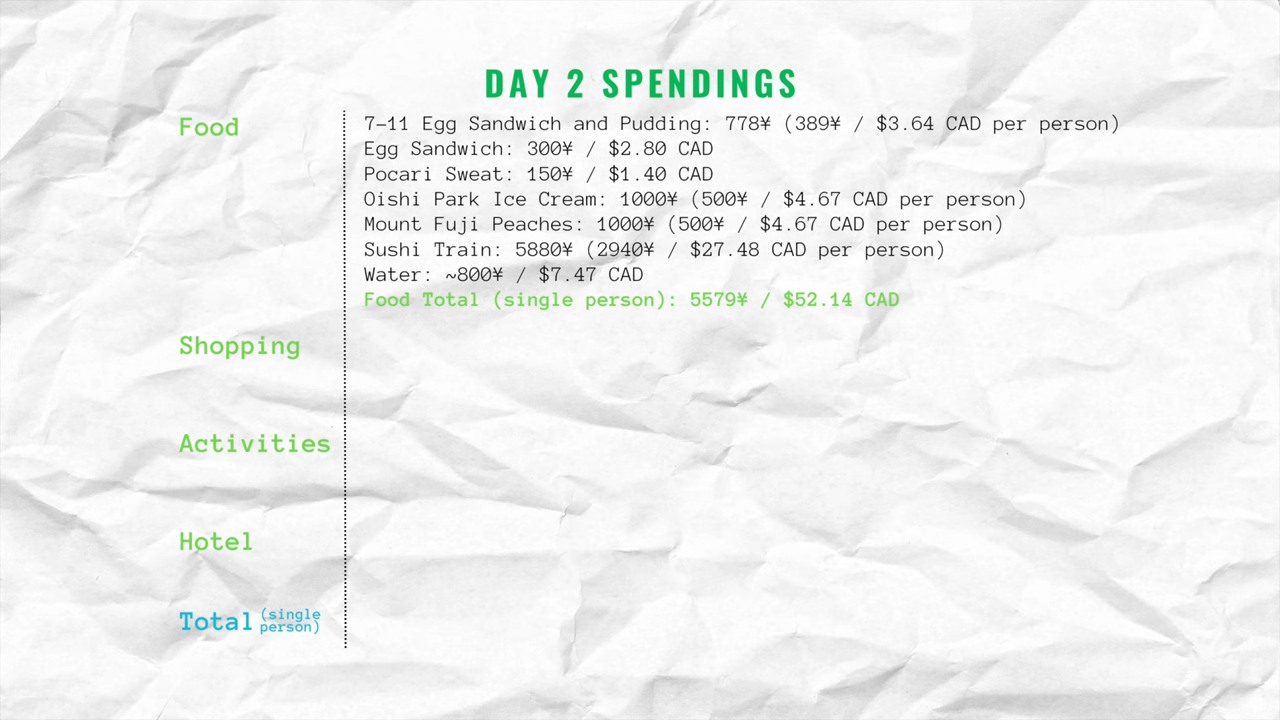 DAY 2 SPENDINGS
Food
7-11 Egg Sandwich and Pudding: 778¥ (389¥ / $3.64 CAD per person)
Egg Sandwich: 300¥ / $2.80 CAD
Pocari Sweat: 150¥ / $1.40 CAD
Oishi Park Ice Cream: 1000¥ (500¥ / $4.67 CAD per person)
Mount Fuji Peaches: 1000¥ (500¥ / $4.67 CAD per person)
Sushi Train: 5880¥ (2940¥ / $27.48 CAD per person)
Water: ~800¥ / $7.47 CAD
Food Total (single person): 5579¥ / $52.14 CAD
Shopping
Activities
Hotel
Total (single
person)